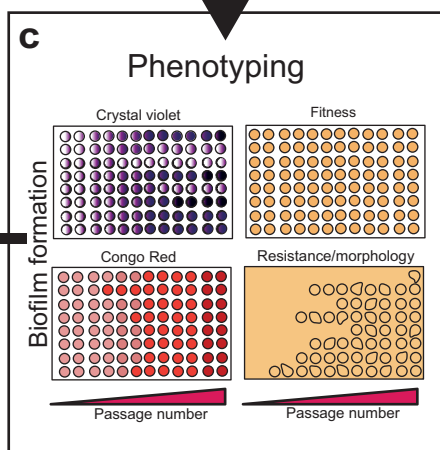 c
Phenotyping
Crystal violet
Fitness
Biofilm formation
Congo Red
Resistance/morphology
Passage number
Passage number